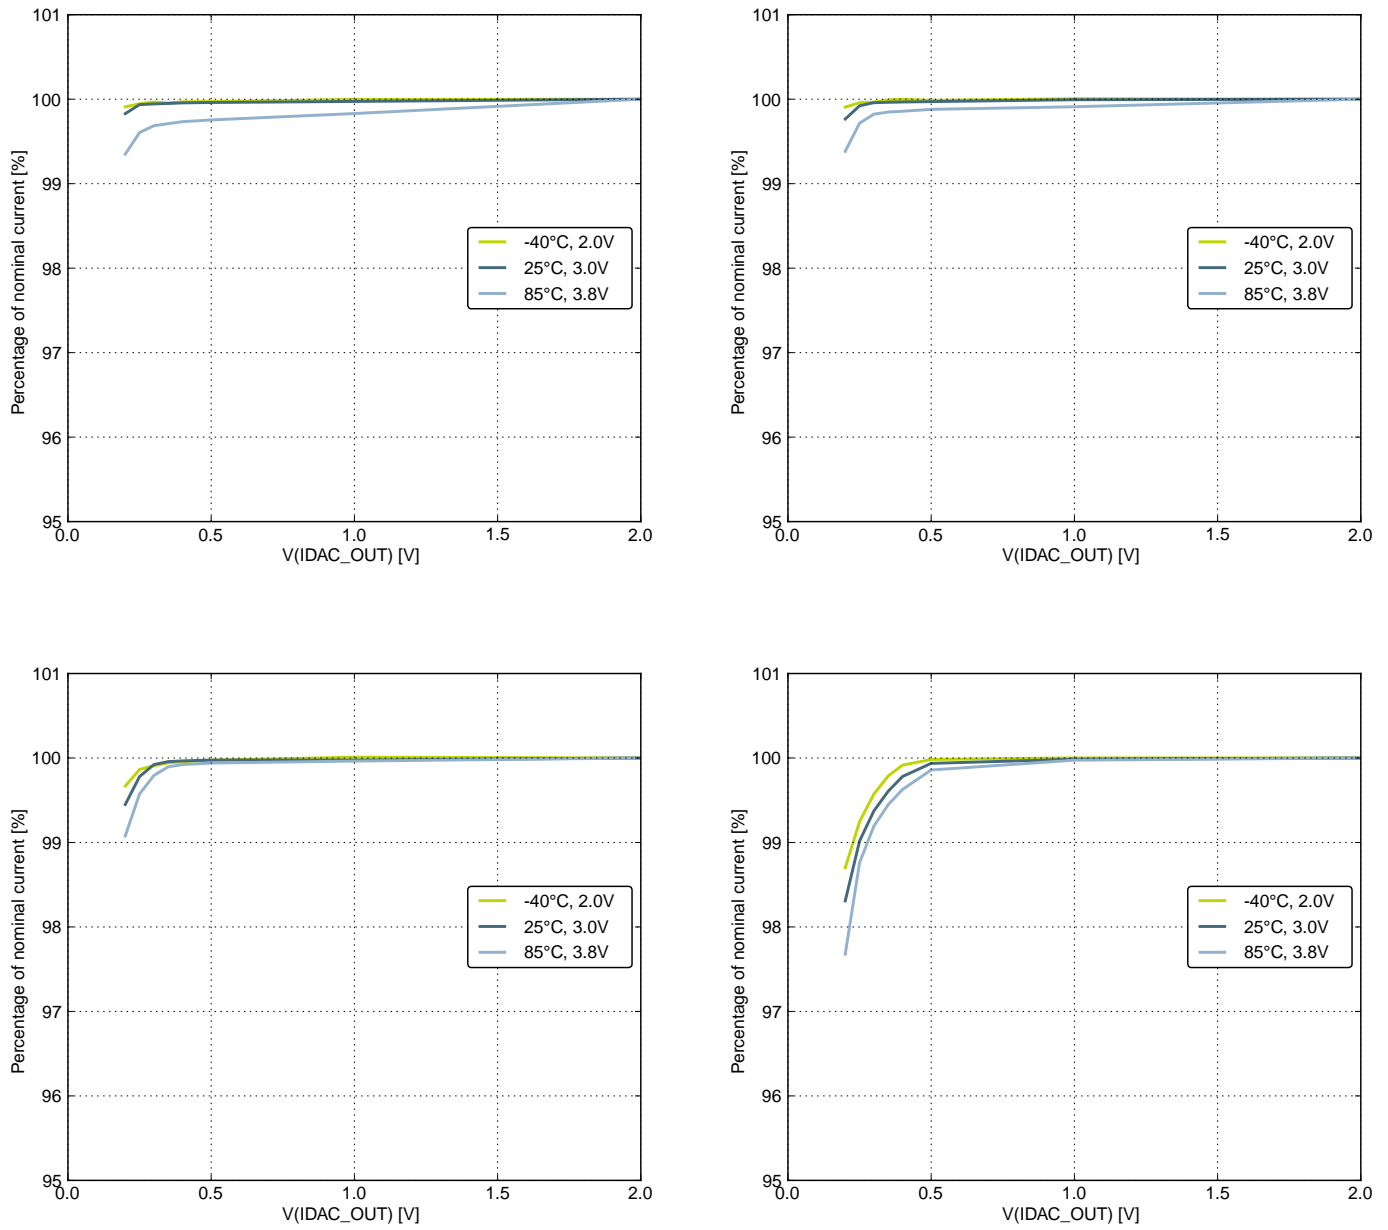 101
100
99
98
97
96
95
Percentage of nominal current [%]
-40°C, 2.0V
25°C, 3.0V
85°C, 3.8V
0.0 0.5 1.0 1.5 2.0
V(IDAC_OUT) [V]
101
100
99
98
97
96
95
Percentage of nominal current [%]
-40°C, 2.0V
25°C, 3.0V
85°C, 3.8V
0.0 0.5 1.0 1.5 2.0
V(IDAC_OUT) [V]
101
100
99
98
97
96
95
Percentage of nominal current [%]
-40°C, 2.0V
25°C, 3.0V
85°C, 3.8V
0.0 0.5 1.0 1.5 2.0
V(IDAC_OUT) [V]
101
100
99
98
97
96
95
Percentage of nominal current [%]
-40°C, 2.0V
25°C, 3.0V
85°C, 3.8V
0.0 0.5 1.0 1.5 2.0
V(IDAC_OUT) [V]